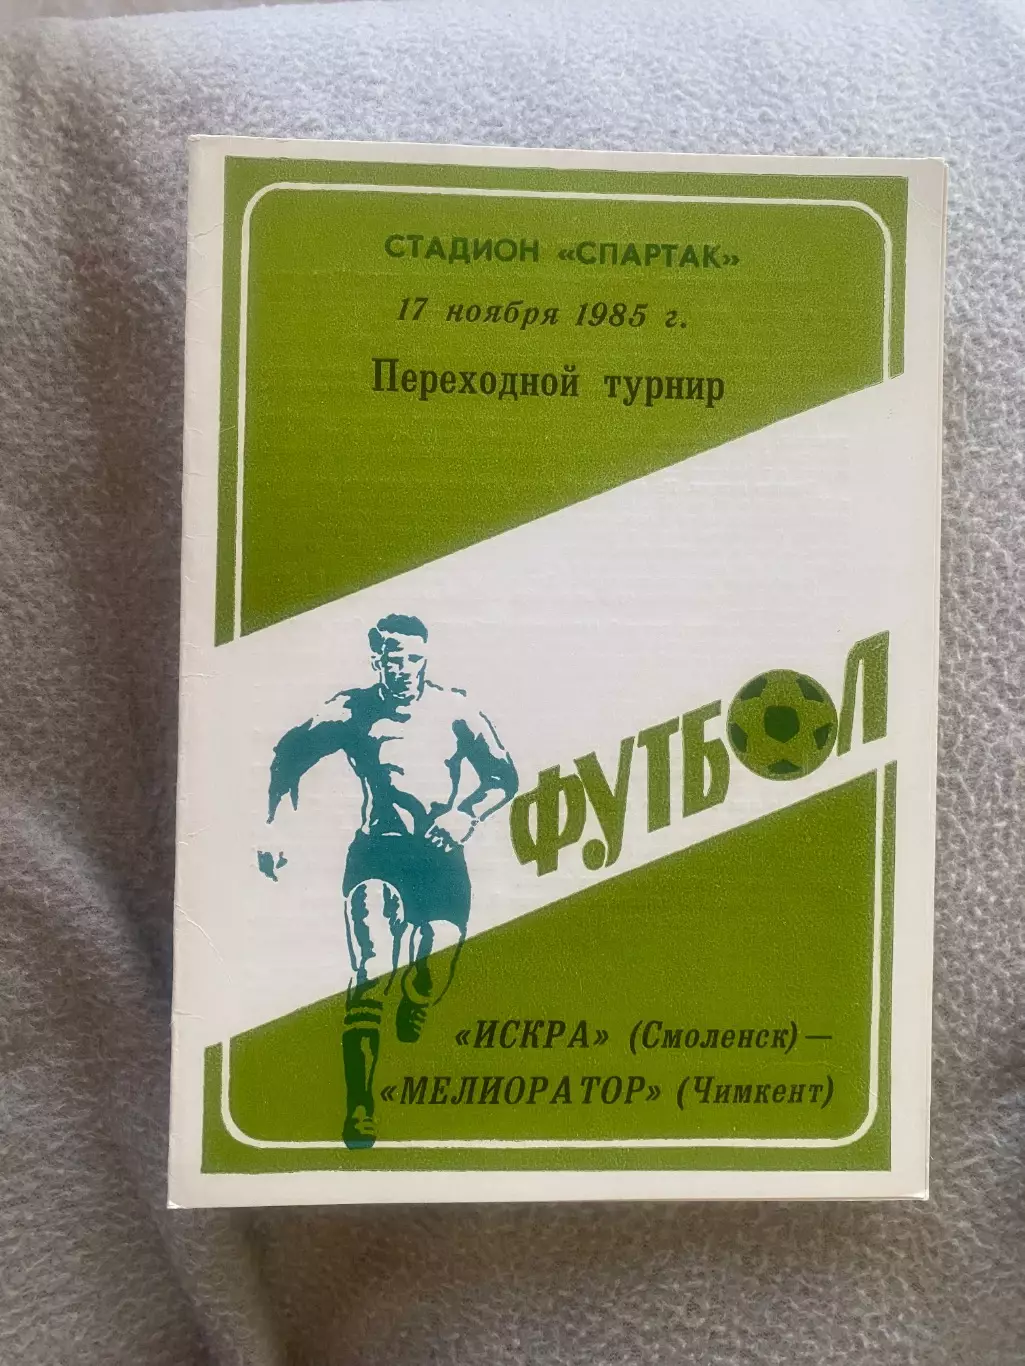 СТАДИОН «СПАРТАК»
17 ноября 1985 г.
Переходной турнир
ФУТБОЛ
«ИСКРА» (Смоленск) —
«МЕЛИОРАТОР» (Чимкент)